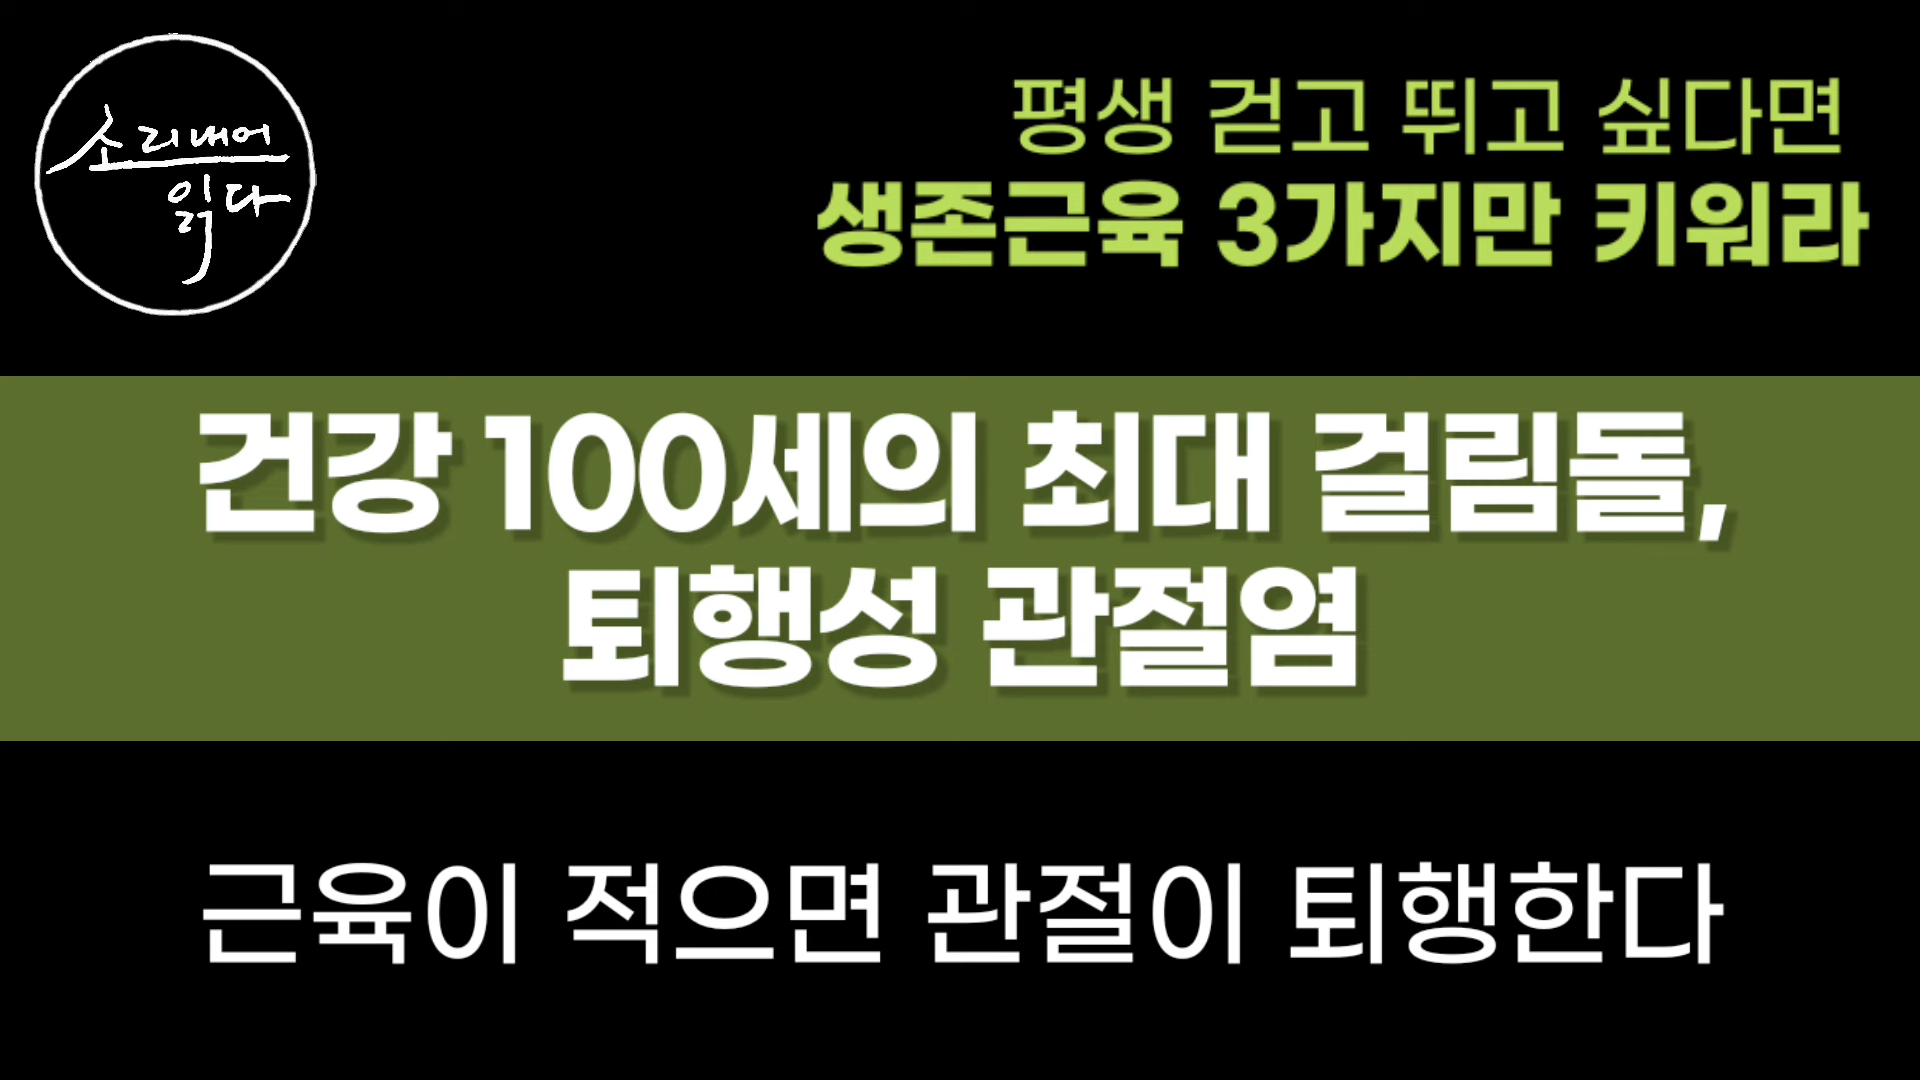 소리내어
읽다
평생 걷고 뛰고 싶다면
생존근육 3가지만 키워라
건강 100세의 최대 걸림돌,
퇴행성 관절염
근육이 적으면 관절이 퇴행한다